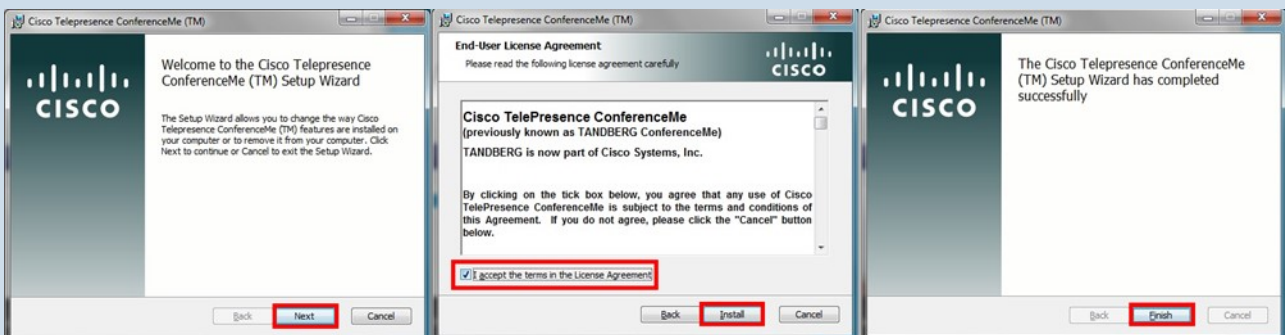 Cisco Telepresence ConferenceMe (TM)
CISCO
Welcome to the Cisco Telepresence
ConferenceMe (TM) Setup Wizard
The Setup Wizard allows you to change the way Cisco
Telepresence ConferenceMe (TM) features are installed on
your computer or to remove it from your computer. Click
Next to continue or Cancel to exit the Setup Wizard.
Back Next Cancel
Cisco Telepresence ConferenceMe (TM)
End-User License Agreement
Please read the following license agreement carefully
CISCO
Cisco TelePresence ConferenceMe
(previously known as TANDBERG ConferenceMe)
TANDBERG is now part of Cisco Systems, Inc.
By clicking on the tick box below, you agree that any use of Cisco
TelePresence ConferenceMe is subject to the terms and conditions of
this Agreement. If you do not agree, please click the "Cancel" button
below.
I accept the terms in the License Agreement
Back Install Cancel
Cisco Telepresence ConferenceMe (TM)
CISCO
The Cisco Telepresence ConferenceMe
(TM) Setup Wizard has completed
successfully
Back Finish Cancel